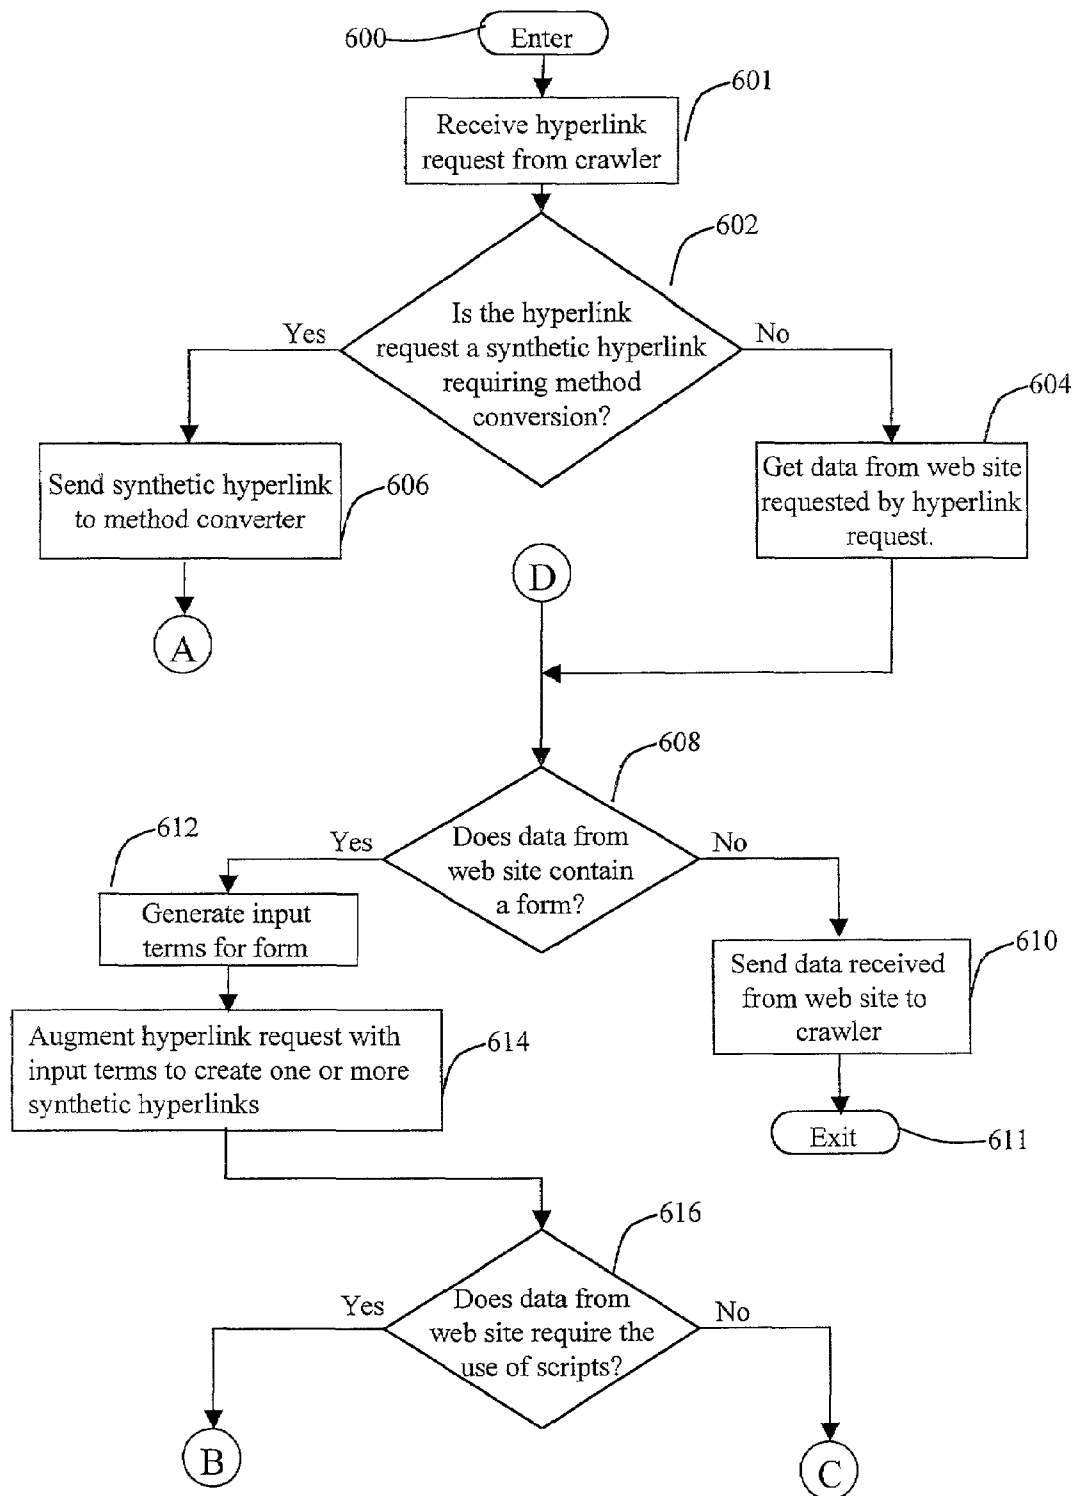 600
Enter
601
Receive hyperlink
request from crawler
602
Is the hyperlink
request a synthetic hyperlink
requiring method
conversion?
Yes
No
604
Send synthetic hyperlink
to method converter
606
Get data from web site
requested by hyperlink
request.
D
A
608
612
Yes
Does data from
web site contain
a form?
No
Generate input
terms for form
610
Send data received
from web site to
crawler
Augment hyperlink request with
input terms to create one or more
synthetic hyperlinks
614
Exit
611
616
Yes
Does data from
web site require the
use of scripts?
No
B
C